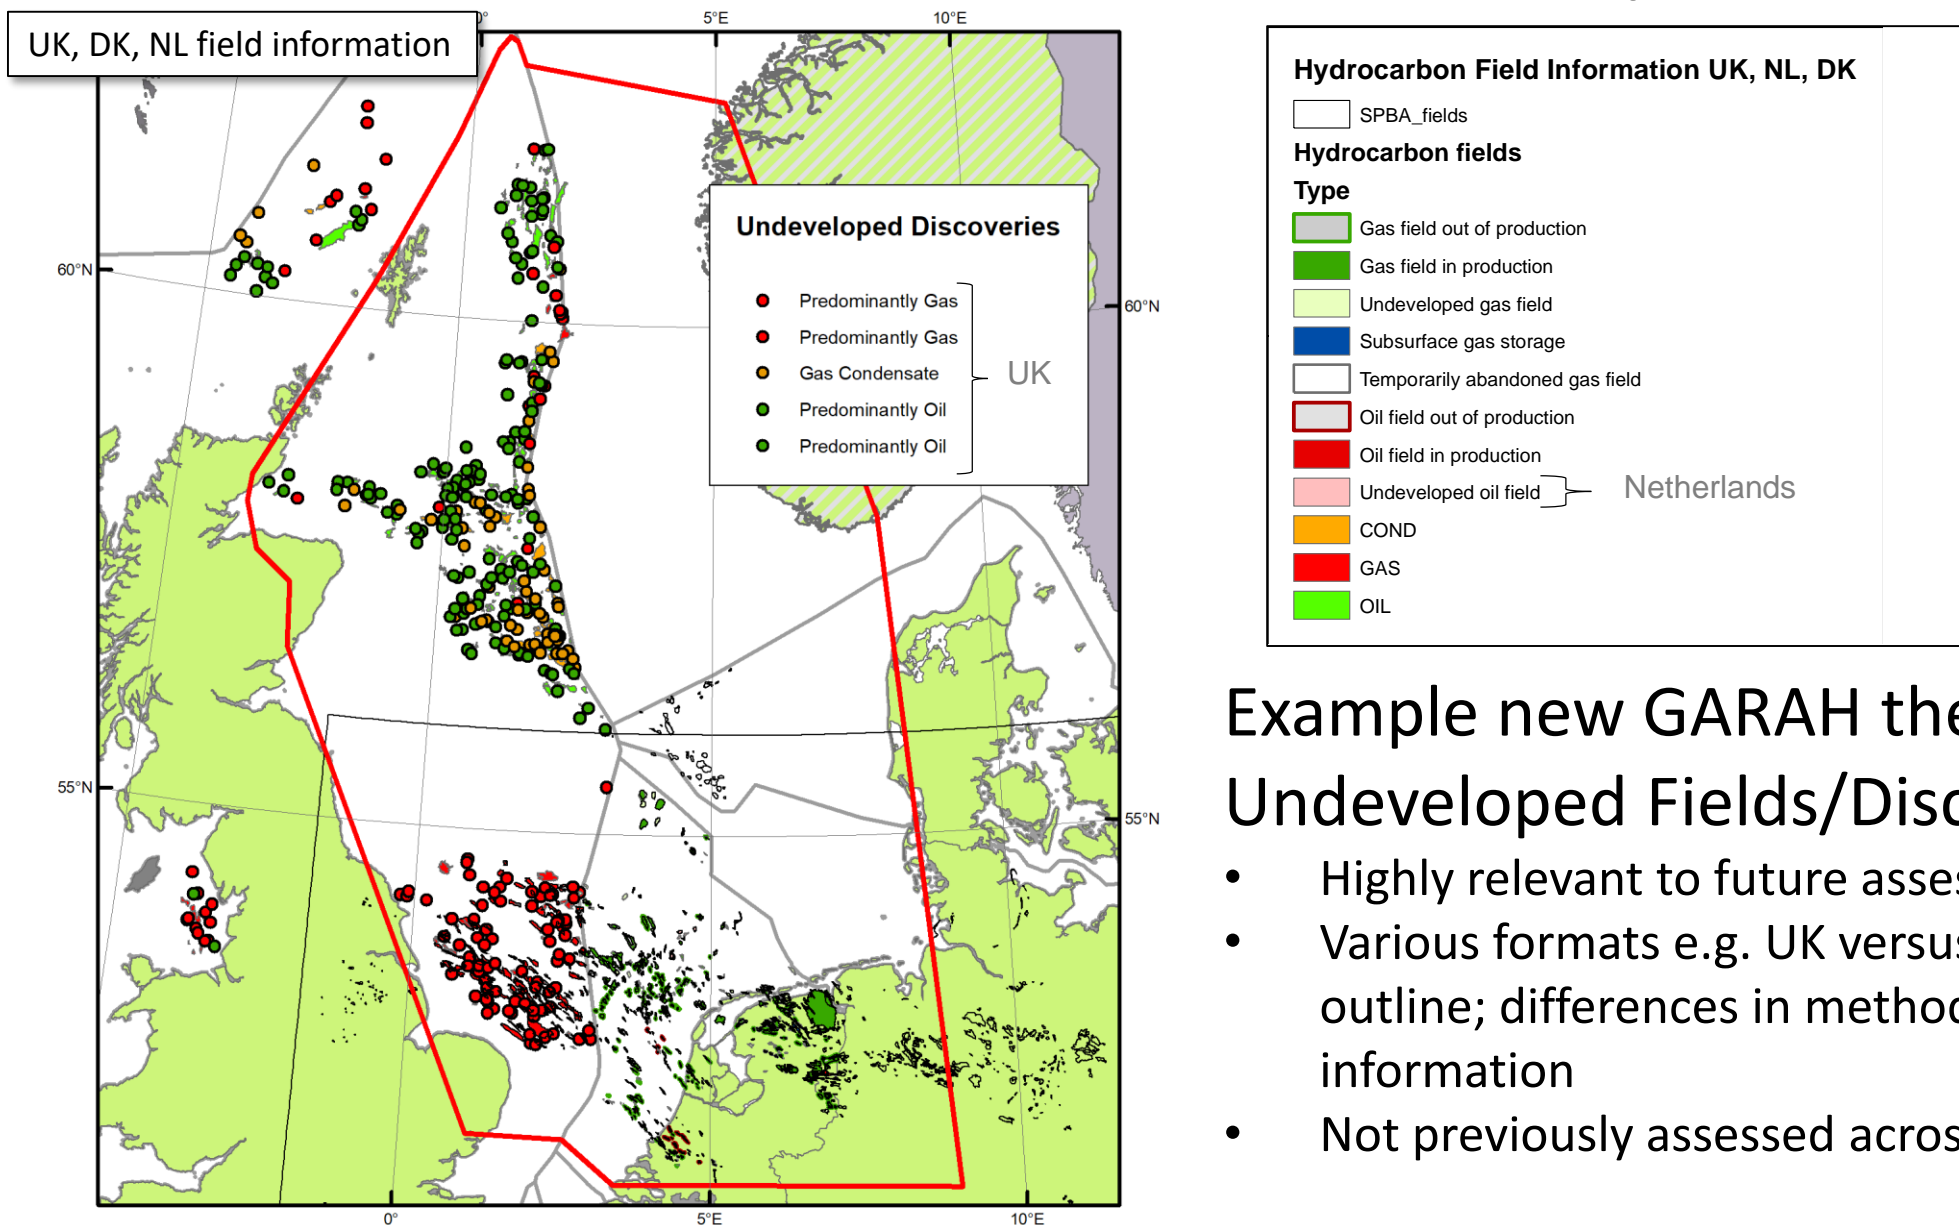 UK, DK, NL field information
0°
5°E
10°E
60°N
60°N
55°N
55°N
0°
5°E
10°E
Undeveloped Discoveries
Predominantly Gas
Predominantly Gas
Gas Condensate
Predominantly Oil
Predominantly Oil
UK
Hydrocarbon Field Information UK, NL, DK
SPBA_fields
Hydrocarbon fields
Type
Gas field out of production
Gas field in production
Undeveloped gas field
Subsurface gas storage
Temporarily abandoned gas field
Oil field out of production
Oil field in production
Undeveloped oil field
Netherlands
COND
GAS
OIL
Example new GARAH the
Undeveloped Fields/Disc
• Highly relevant to future asses
• Various formats e.g. UK versus
outline; differences in method
information
• Not previously assessed acros